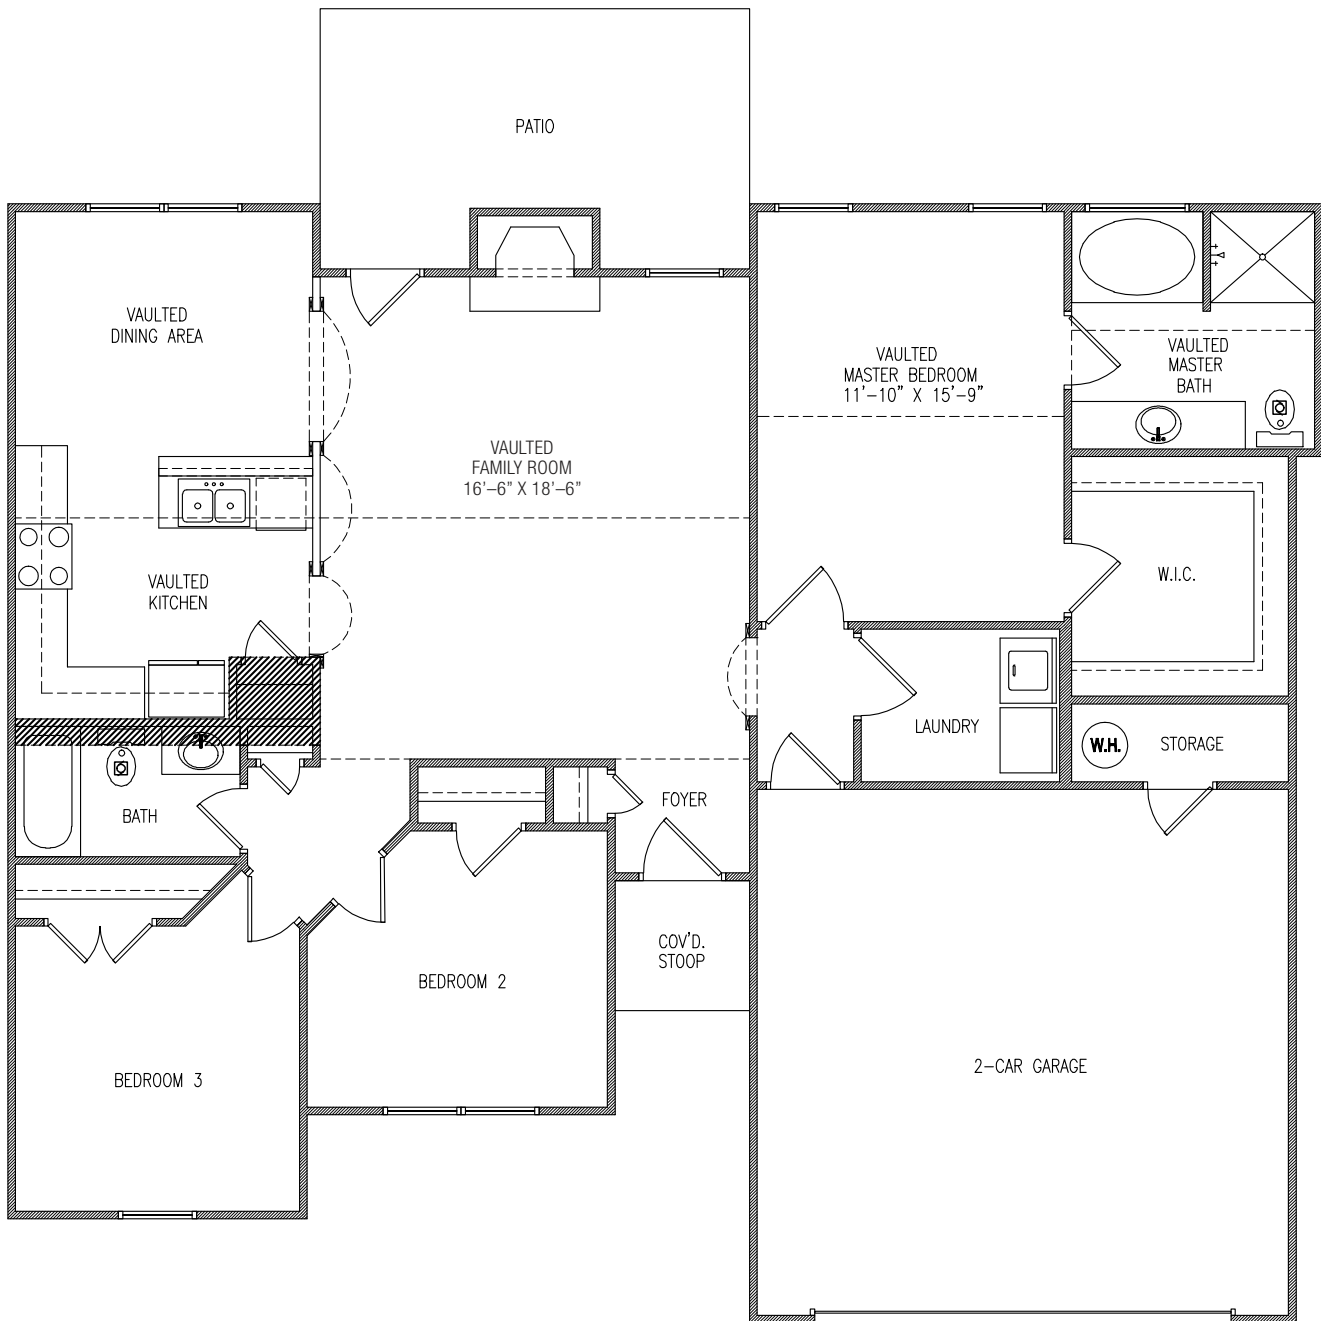 PATIO
VAULTED
DINING AREA
VAULTED
MASTER BEDROOM
11'-10" X 15'-9"
VAULTED
MASTER
BATH
VAULTED
FAMILY ROOM
16'-6" X 18'-6"
VAULTED
KITCHEN
W.I.C.
LAUNDRY
W.H.
STORAGE
BATH
FOYER
COV'D.
STOOP
BEDROOM 2
BEDROOM 3
2-CAR GARAGE